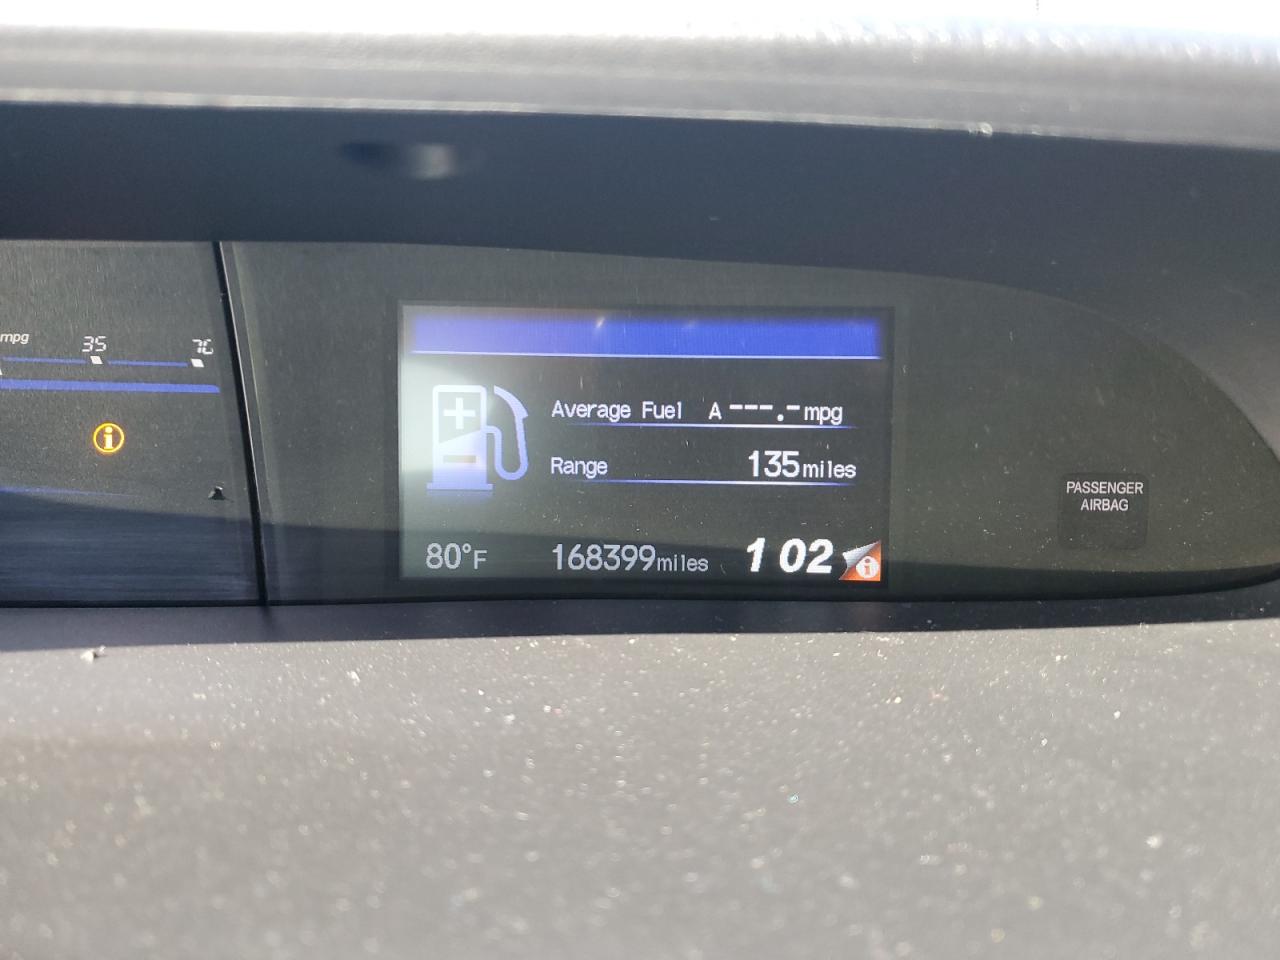 mpg 35 70
Average Fuel A ---.- mpg
Range 135 miles
80°F 168399 miles 1 02
PASSENGER
AIRBAG